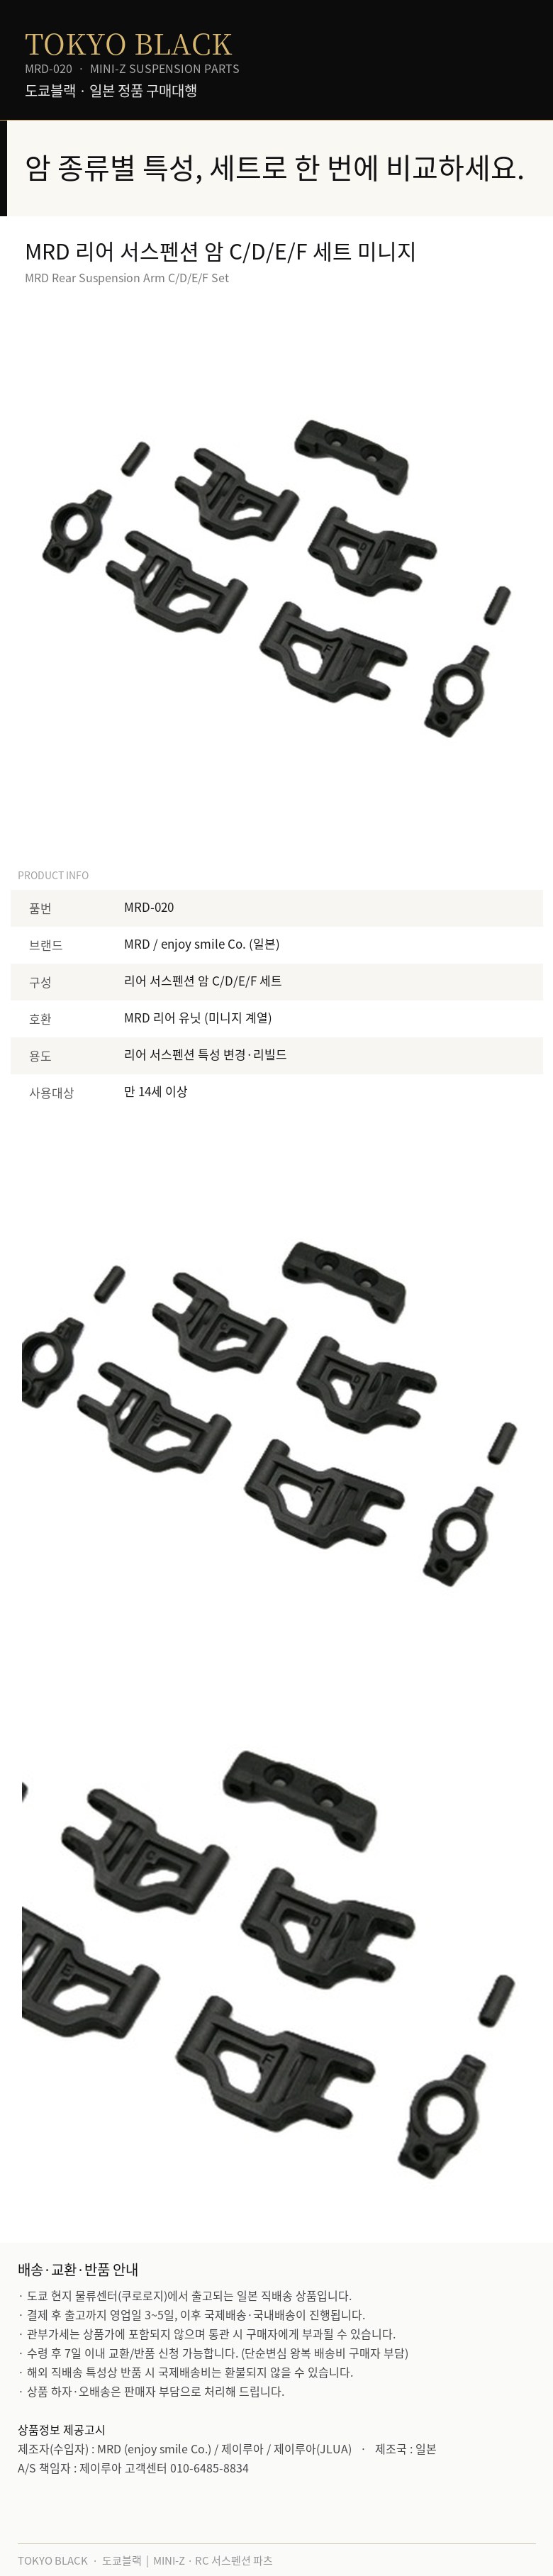 TOKYO BLACK
MRD-020 · MINI-Z SUSPENSION PARTS
도쿄블랙 · 일본 정품 구매대행
암 종류별 특성, 세트로 한 번에 비교하세요.
MRD 리어 서스펜션 암 C/D/E/F 세트 미니지
MRD Rear Suspension Arm C/D/E/F Set
C
D
E
F
PRODUCT INFO
품번 MRD-020
브랜드 MRD / enjoy smile Co. (일본)
구성 리어 서스펜션 암 C/D/E/F 세트
호환 MRD 리어 유닛 (미니지 계열)
용도 리어 서스펜션 특성 변경·리빌드
사용대상 만 14세 이상
C
D
E
F
C
D
E
F
배송·교환·반품 안내
· 도쿄 현지 물류센터(쿠로로지)에서 출고되는 일본 직배송 상품입니다.
· 결제 후 출고까지 영업일 3~5일, 이후 국제배송·국내배송이 진행됩니다.
· 관부가세는 상품가에 포함되지 않으며 통관 시 구매자에게 부과될 수 있습니다.
· 수령 후 7일 이내 교환/반품 신청 가능합니다. (단순변심 왕복 배송비 구매자 부담)
· 해외 직배송 특성상 반품 시 국제배송비는 환불되지 않을 수 있습니다.
· 상품 하자·오배송은 판매자 부담으로 처리해 드립니다.
상품정보 제공고시
제조자(수입자) : MRD (enjoy smile Co.) / 제이루아 / 제이루아(JLUA) · 제조국 : 일본
A/S 책임자 : 제이루아 고객센터 010-6485-8834
TOKYO BLACK · 도쿄블랙 | MINI-Z · RC 서스펜션 파츠